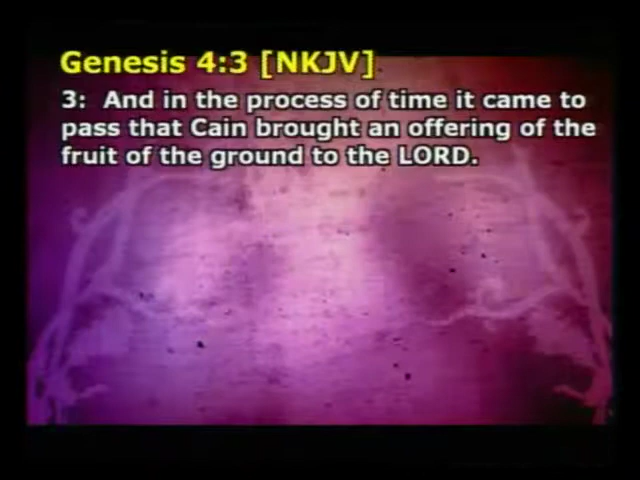 Genesis 4:3 [NKJV]
3: And in the process of time it came to
pass that Cain brought an offering of the
fruit of the ground to the LORD.